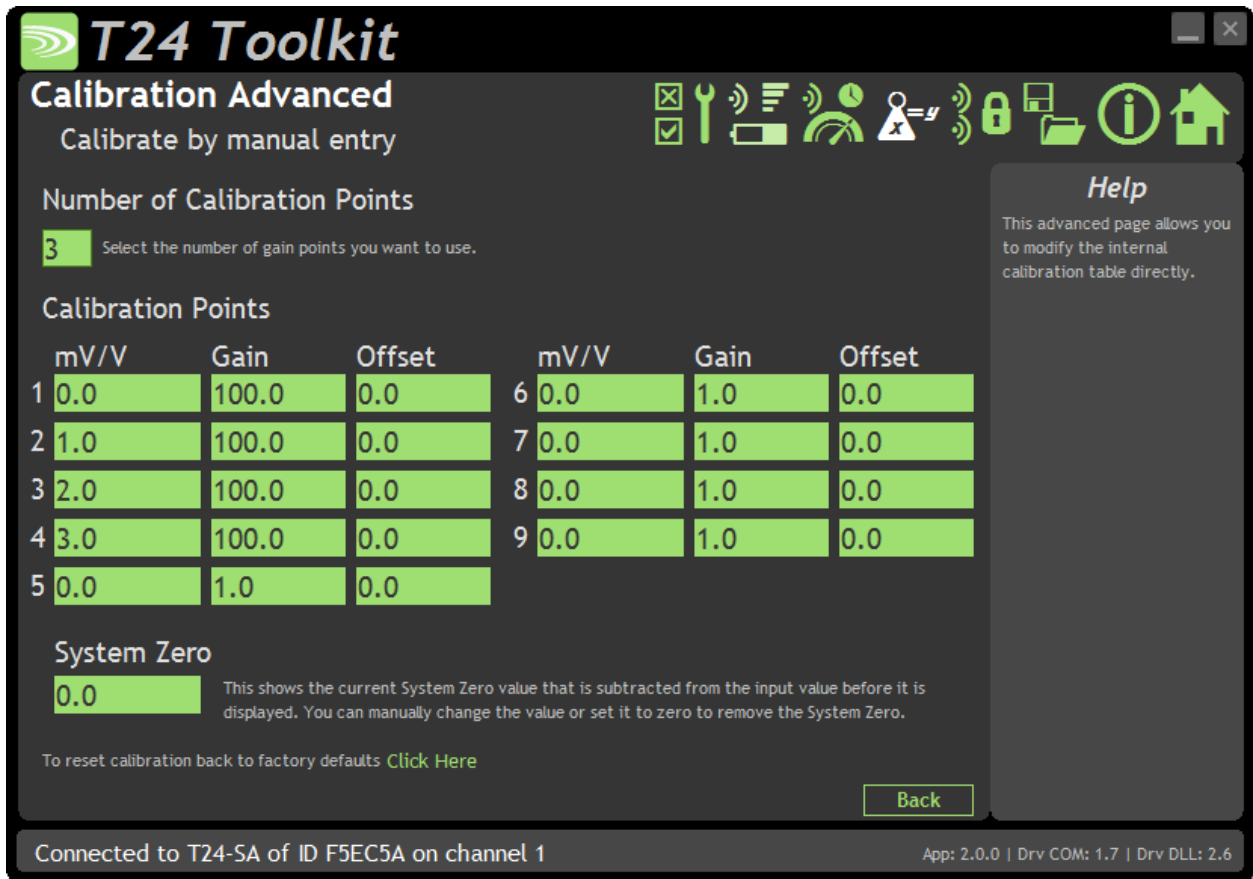 T24 Toolkit
Calibration Advanced
Calibrate by manual entry
x=y
Number of Calibration Points
3 Select the number of gain points you want to use.
Calibration Points
mV/V Gain Offset mV/V Gain Offset
1 0.0 100.0 0.0 6 0.0 1.0 0.0
2 1.0 100.0 0.0 7 0.0 1.0 0.0
3 2.0 100.0 0.0 8 0.0 1.0 0.0
4 3.0 100.0 0.0 9 0.0 1.0 0.0
5 0.0 1.0 0.0
System Zero
0.0
This shows the current System Zero value that is subtracted from the input value before it is
displayed. You can manually change the value or set it to zero to remove the System Zero.
To reset calibration back to factory defaults Click Here
Back
Help
This advanced page allows you
to modify the internal
calibration table directly.
Connected to T24-SA of ID F5EC5A on channel 1
App: 2.0.0 | Drv COM: 1.7 | Drv DLL: 2.6